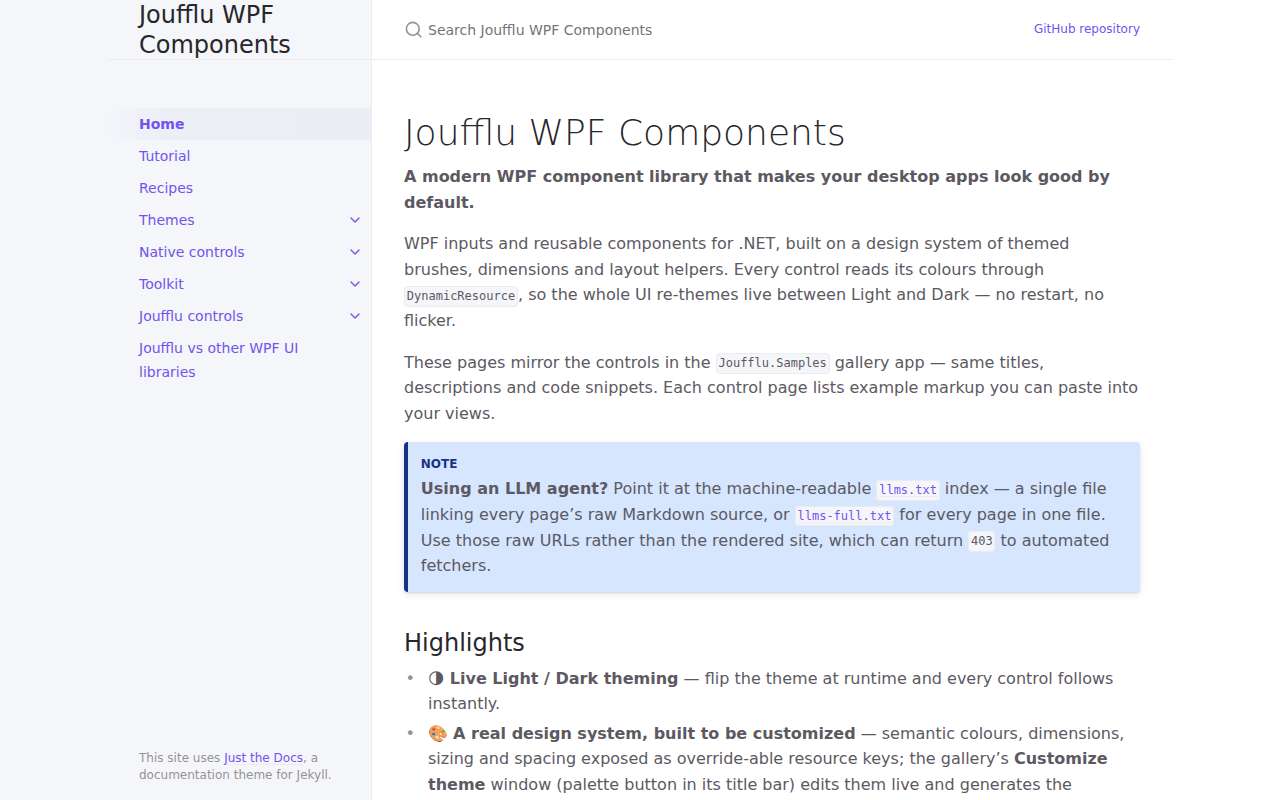 Joufflu WPF
Components
Search Joufflu WPF Components
GitHub repository
Home
Tutorial
Recipes
Themes
Native controls
Toolkit
Joufflu controls
Joufflu vs other WPF UI
libraries
This site uses Just the Docs, a
documentation theme for Jekyll.
Joufflu WPF Components
A modern WPF component library that makes your desktop apps look good by
default.
WPF inputs and reusable components for .NET, built on a design system of themed
brushes, dimensions and layout helpers. Every control reads its colours through
DynamicResource, so the whole UI re-themes live between Light and Dark — no restart, no
flicker.
These pages mirror the controls in the Joufflu.Samples gallery app — same titles,
descriptions and code snippets. Each control page lists example markup you can paste into
your views.
NOTE
Using an LLM agent? Point it at the machine-readable llms.txt index — a single file
linking every page’s raw Markdown source, or llms-full.txt for every page in one file.
Use those raw URLs rather than the rendered site, which can return 403 to automated
fetchers.
Highlights
• ◑ Live Light / Dark theming — flip the theme at runtime and every control follows
instantly.
• 🎨 A real design system, built to be customized — semantic colours, dimensions,
sizing and spacing exposed as override-able resource keys; the gallery’s Customize
theme window (palette button in its title bar) edits them live and generates the